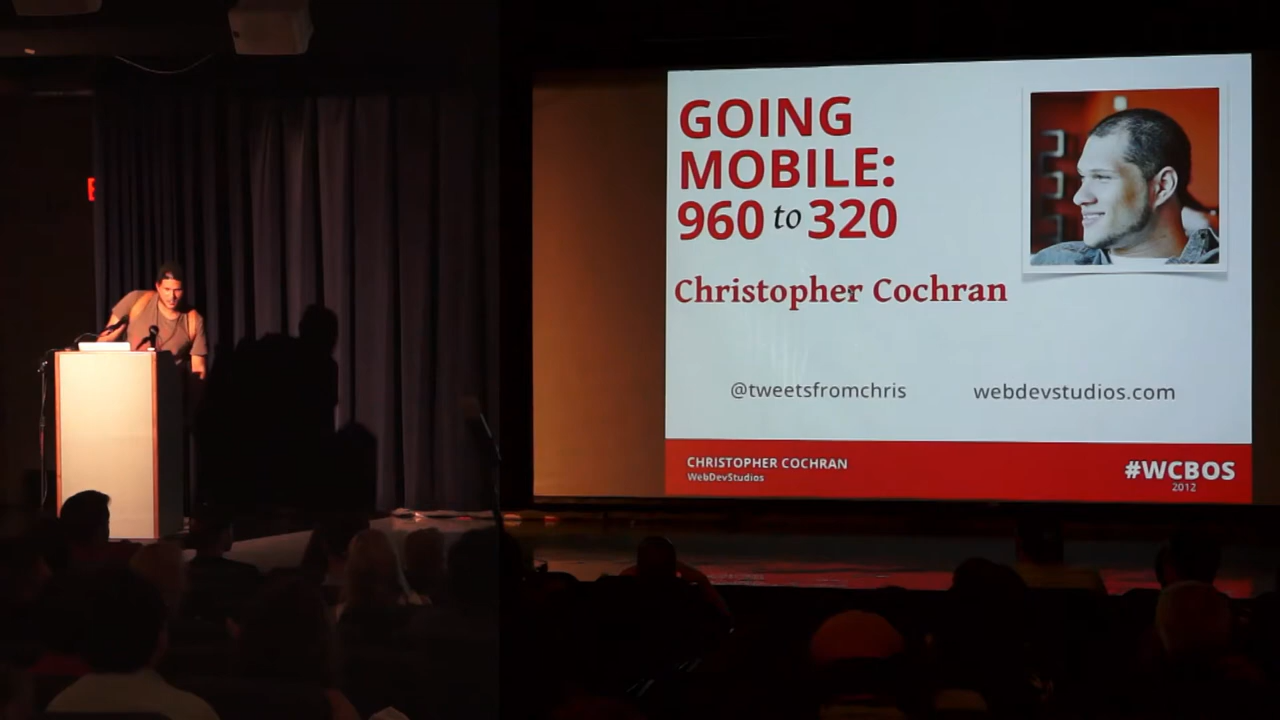 GOING
MOBILE:
960 to 320
Christopher Cochran
@tweetsfromchris
webdevstudios.com
CHRISTOPHER COCHRAN
WebDevStudios
#WCBOS
2012